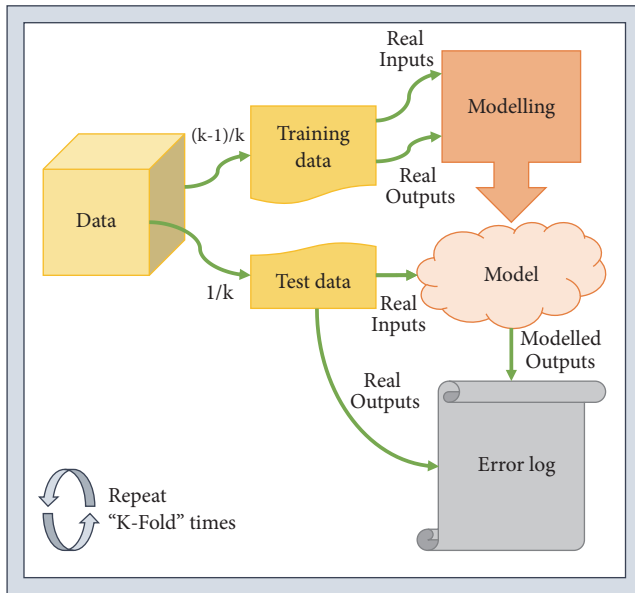 Real
Inputs
Modelling
(k-1)/k
Training
data
Real
Outputs
Data
Model
Test data
1/k
Real
Inputs
Modelled
Outputs
Real
Outputs
Error log
Repeat
“K-Fold” times